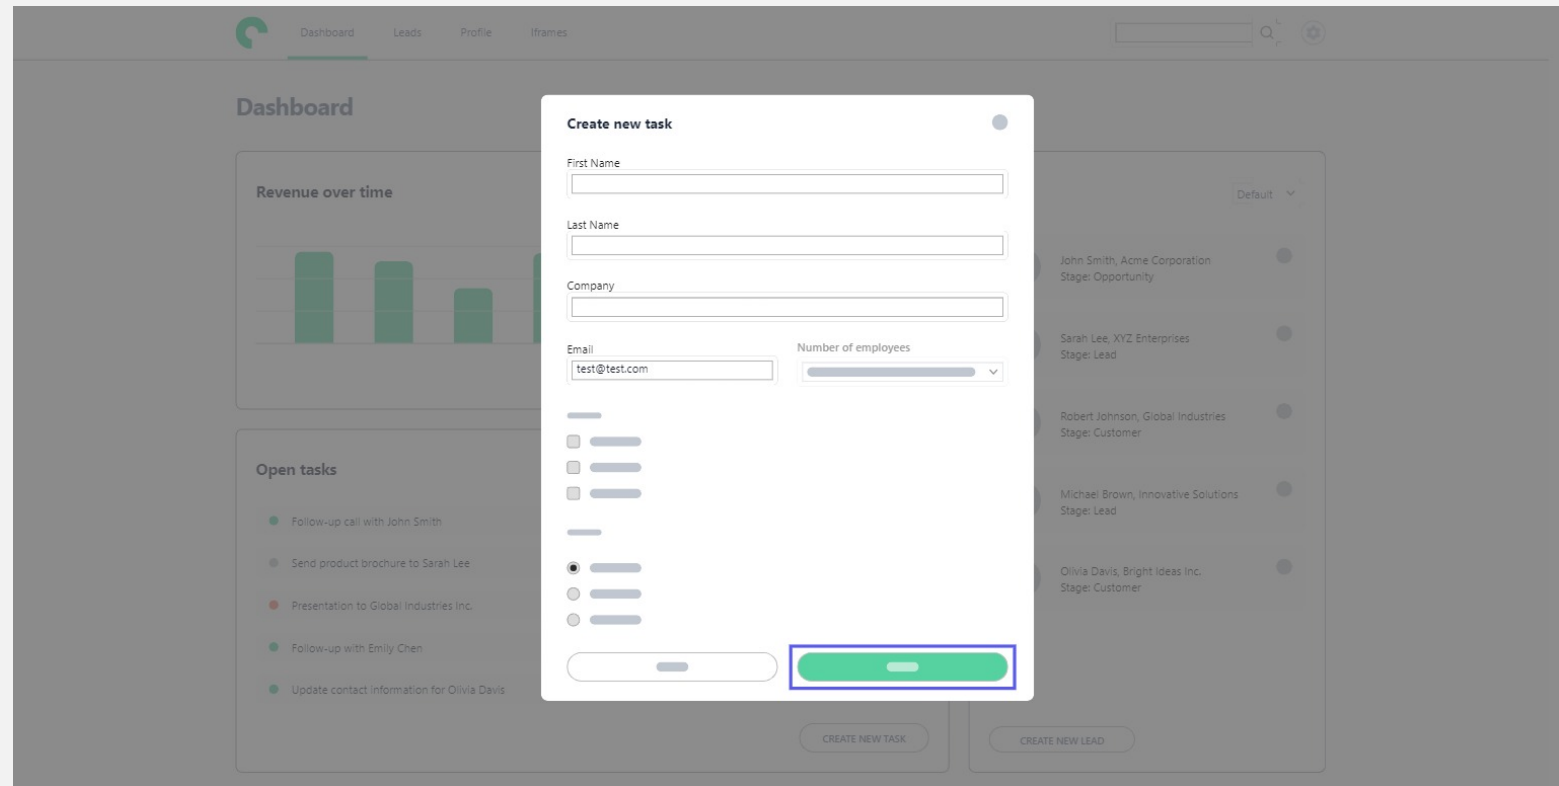 Dashboard Leads Profile Iframes
Dashboard
Revenue over time
Open tasks
Follow-up call with John Smith
Send product brochure to Sarah Lee
Presentation to Global Industries Inc.
Follow-up with Emily Chen
Update contact information for Olivia Davis
CREATE NEW TASK
Create new task
First Name
Last Name
Company
Email
test@test.com
Number of employees
Default
John Smith, Acme Corporation
Stage: Opportunity
Sarah Lee, XYZ Enterprises
Stage: Lead
Robert Johnson, Global Industries
Stage: Customer
Michael Brown, Innovative Solutions
Stage: Lead
Olivia Davis, Bright Ideas Inc.
Stage: Customer
CREATE NEW LEAD